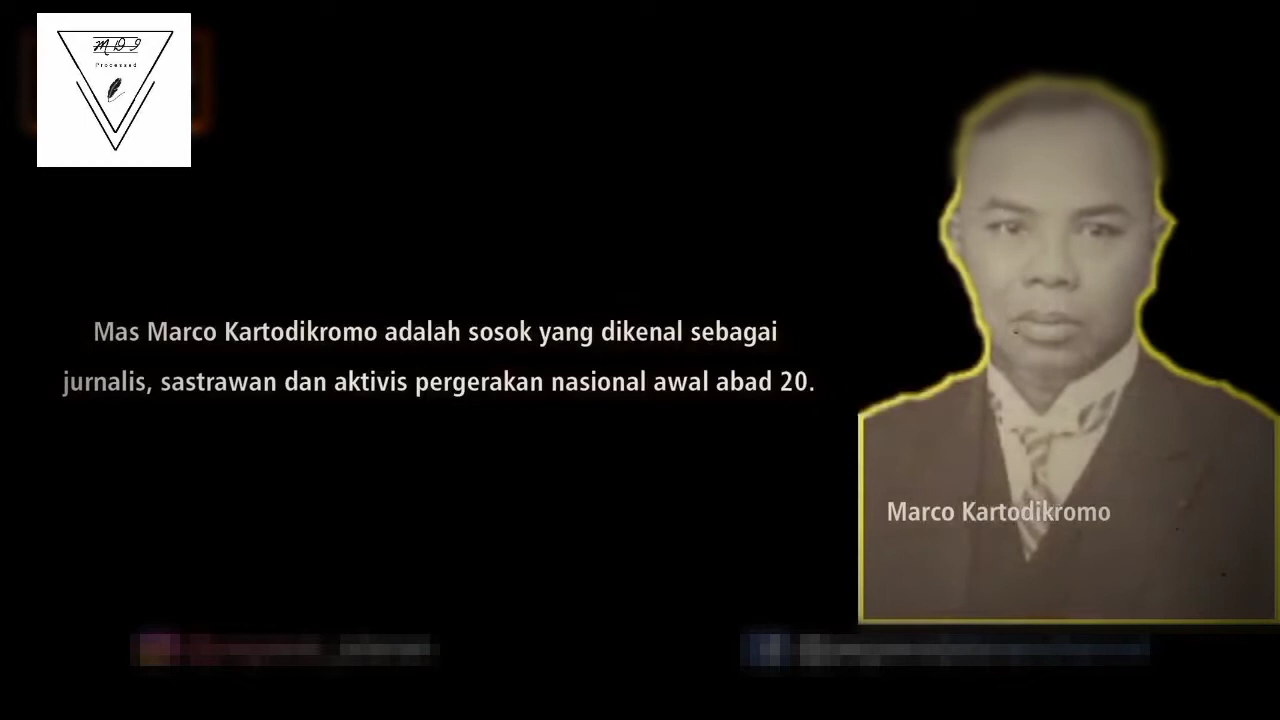 M D I
Processed
Mas Marco Kartodikromo adalah sosok yang dikenal sebagai
jurnalis, sastrawan dan aktivis pergerakan nasional awal abad 20.
Marco Kartodikromo